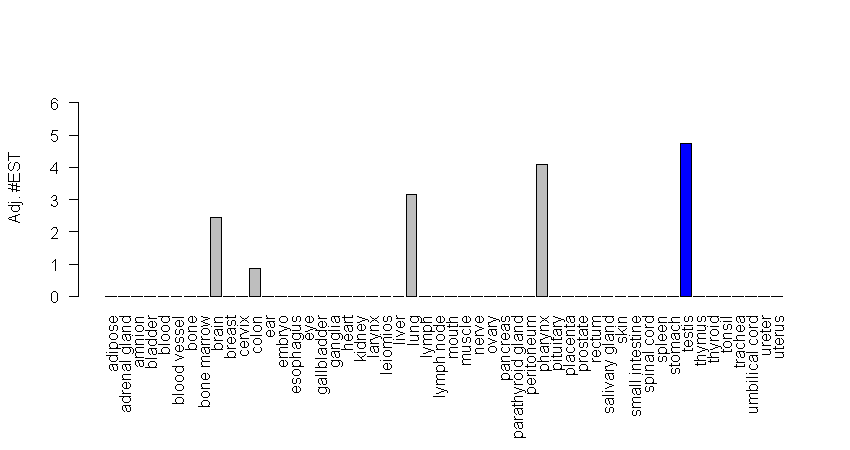 6
5
4
3
2
1
0
Adj. #EST
adipose
adrenal gland
amnion
bladder
blood
blood vessel
bone
bone marrow
brain
breast
cervix
colon
ear
embryo
esophagus
eye
gallbladder
ganglia
heart
kidney
larynx
leiomios
liver
lung
lymph
lymph node
mouth
muscle
nerve
ovary
pancreas
parathyroid gland
peritoneum
pharynx
pituitary
placenta
prostate
rectum
salivary gland
skin
small intestine
spinal cord
spleen
stomach
testis
thymus
thyroid
tonsil
trachea
umbilical cord
ureter
uterus